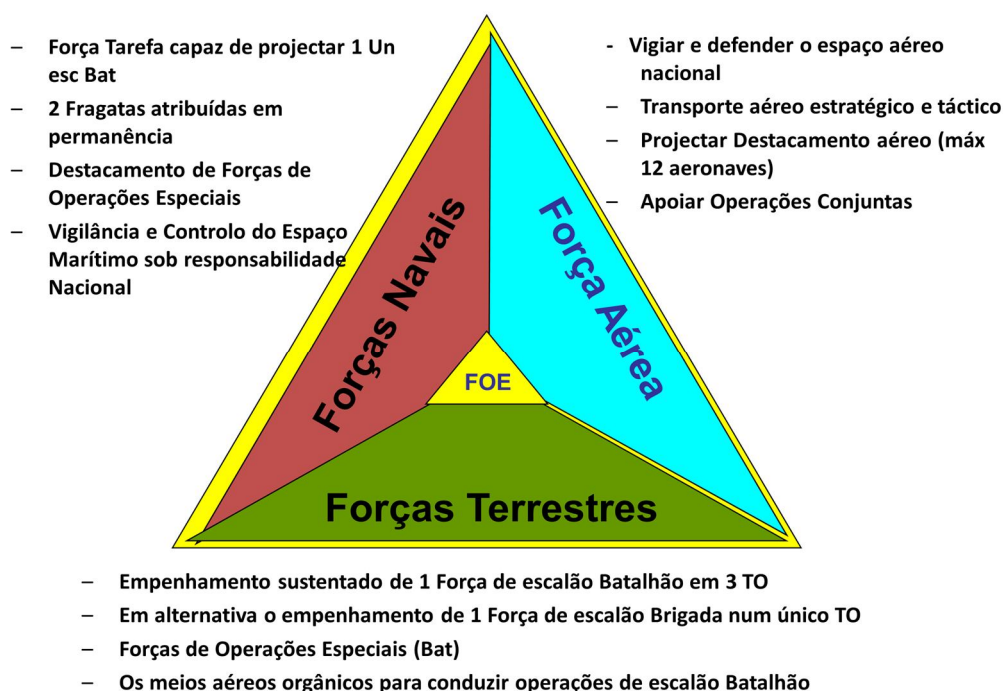 – Força Tarefa capaz de projectar 1 Un
esc Bat
– 2 Fragatas atribuídas em
permanência
– Destacamento de Forças de
Operações Especiais
– Vigilância e Controlo do Espaço
Marítimo sob responsabilidade
Nacional
- Vigiar e defender o espaço aéreo
nacional
– Transporte aéreo estratégico e táctico
– Projectar Destacamento aéreo (máx
12 aeronaves)
– Apoiar Operações Conjuntas
Forças Navais
Força Aérea
FOE
Forças Terrestres
– Empenhamento sustentado de 1 Força de escalão Batalhão em 3 TO
– Em alternativa o empenhamento de 1 Força de escalão Brigada num único TO
– Forças de Operações Especiais (Bat)
– Os meios aéreos orgânicos para conduzir operações de escalão Batalhão